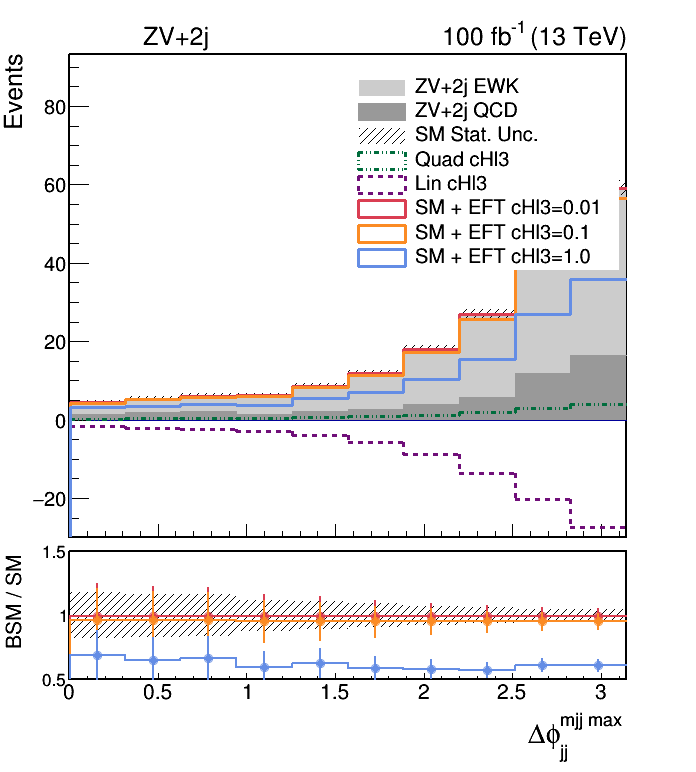 ZV+2j 100 fb⁻¹ (13 TeV)
Events
ZV+2j EWK
ZV+2j QCD
SM Stat. Unc.
Quad cHl3
Lin cHl3
SM + EFT cHl3=0.01
SM + EFT cHl3=0.1
SM + EFT cHl3=1.0
80
60
40
20
0
−20
BSM / SM
1.5
1
0.5
0 0.5 1 1.5 2 2.5 3
Δϕ_jj^mjj max